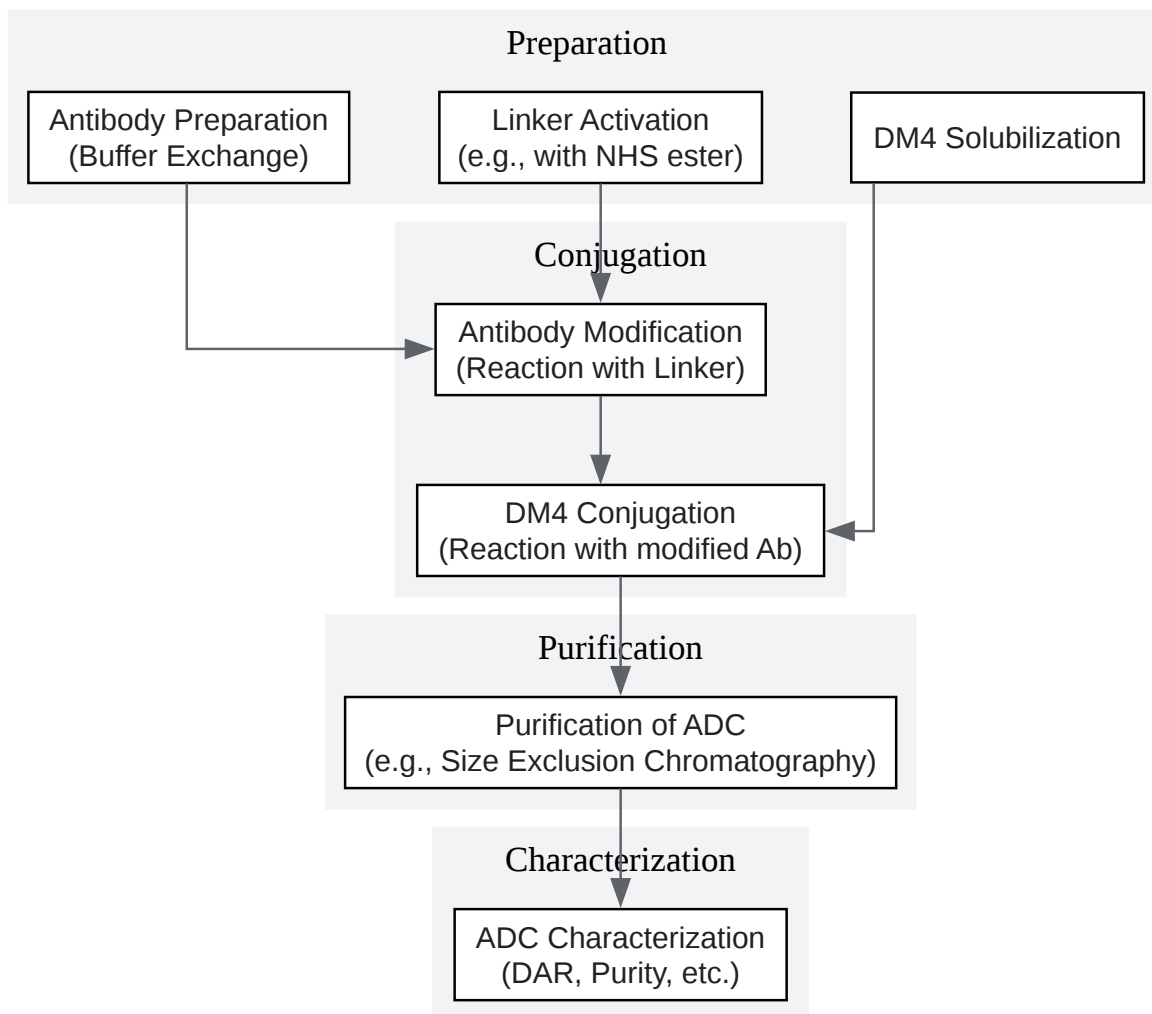 Preparation
Antibody Preparation
(Buffer Exchange)
Linker Activation
(e.g., with NHS ester)
DM4 Solubilization
Conjugation
Antibody Modification
(Reaction with Linker)
DM4 Conjugation
(Reaction with modified Ab)
Purification
Purification of ADC
(e.g., Size Exclusion Chromatography)
Characterization
ADC Characterization
(DAR, Purity, etc.)